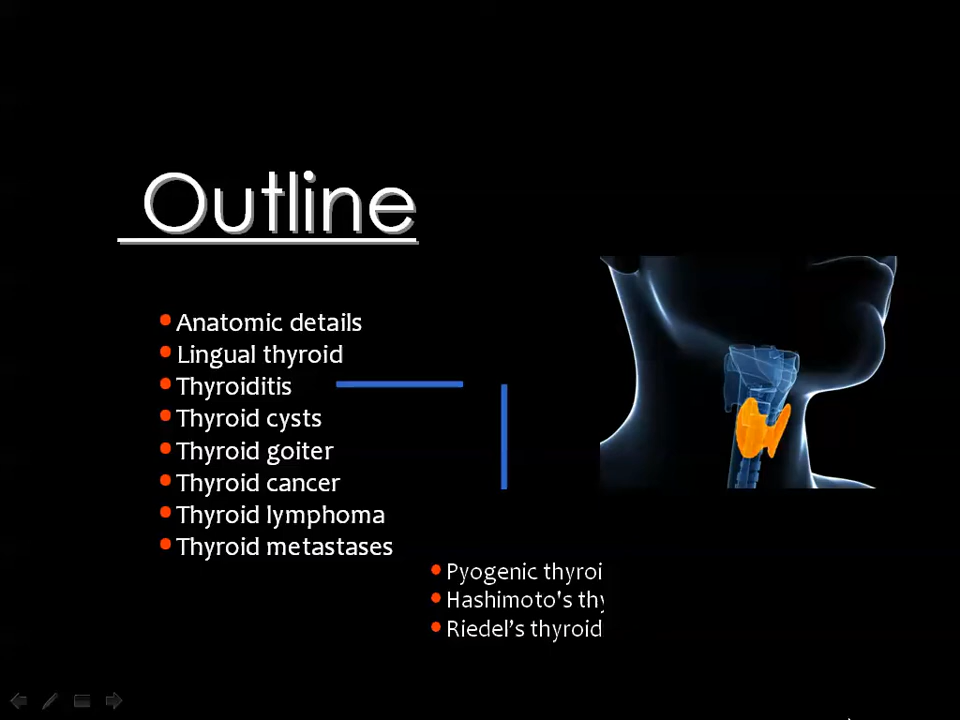 Outline
Anatomic details
Lingual thyroid
Thyroiditis
Thyroid cysts
Thyroid goiter
Thyroid cancer
Thyroid lymphoma
Thyroid metastases
Pyogenic thyroi
Hashimoto's thy
Riedel’s thyroid